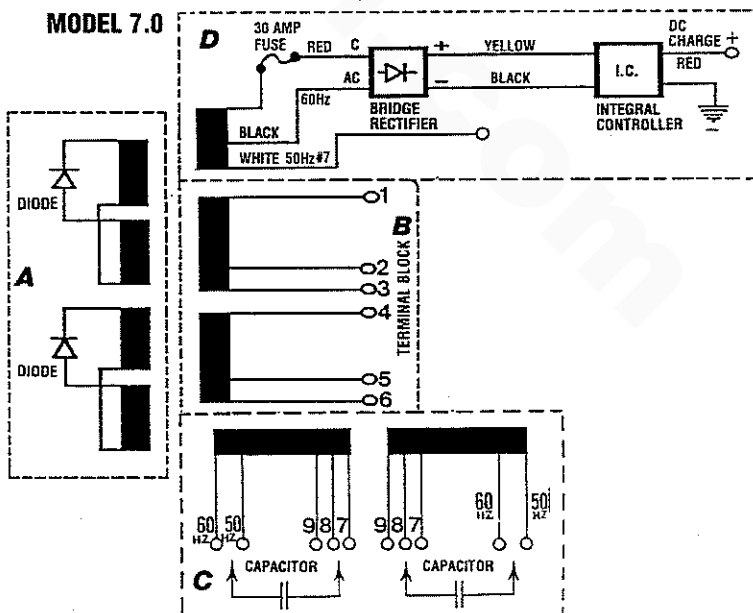 MODEL 7.0
D
30 AMP
FUSE
RED
C
+
YELLOW
DC
CHARGE +
RED
AC
60Hz
−
BLACK
I.C.
BRIDGE
RECTIFIER
INTEGRAL
CONTROLLER
−
BLACK
WHITE 50Hz#7
DIODE
A
DIODE
B
TERMINAL BLOCK
1
2
3
4
5
6
60
HZ
50
HZ
9 8 7
9 8 7
60
HZ
50
HZ
C
CAPACITOR
CAPACITOR